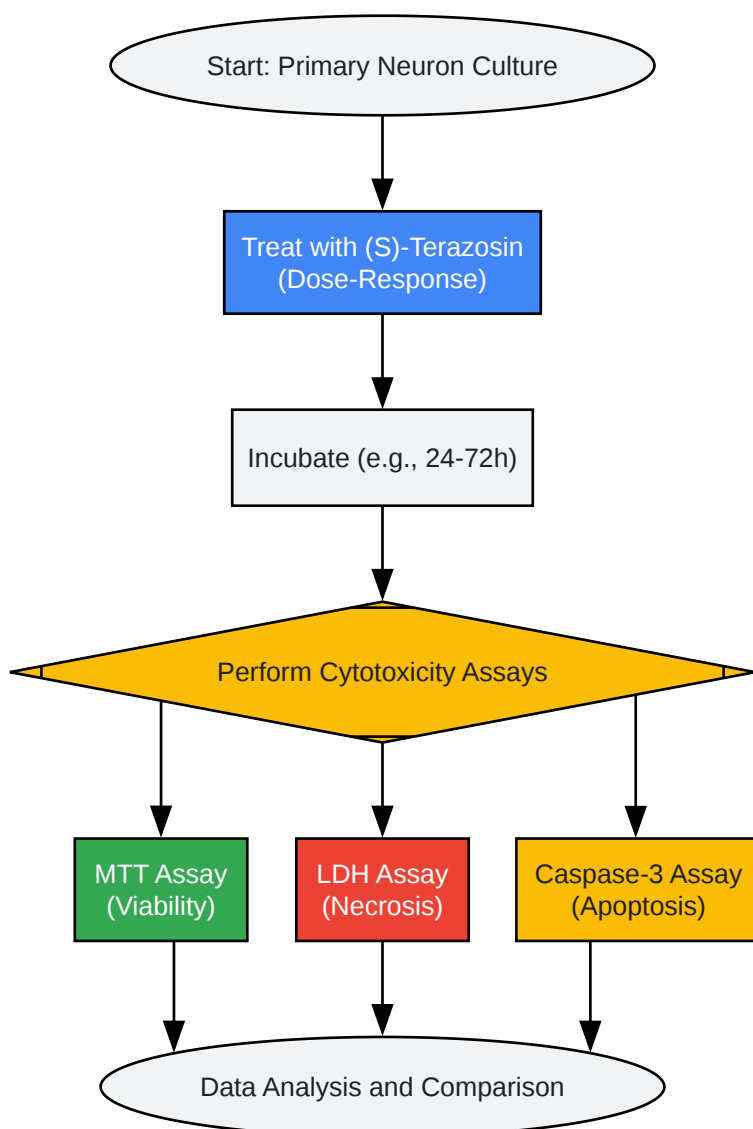 Start: Primary Neuron Culture
Treat with (S)-Terazosin
(Dose-Response)
Incubate (e.g., 24-72h)
Perform Cytotoxicity Assays
MTT Assay
(Viability)
LDH Assay
(Necrosis)
Caspase-3 Assay
(Apoptosis)
Data Analysis and Comparison